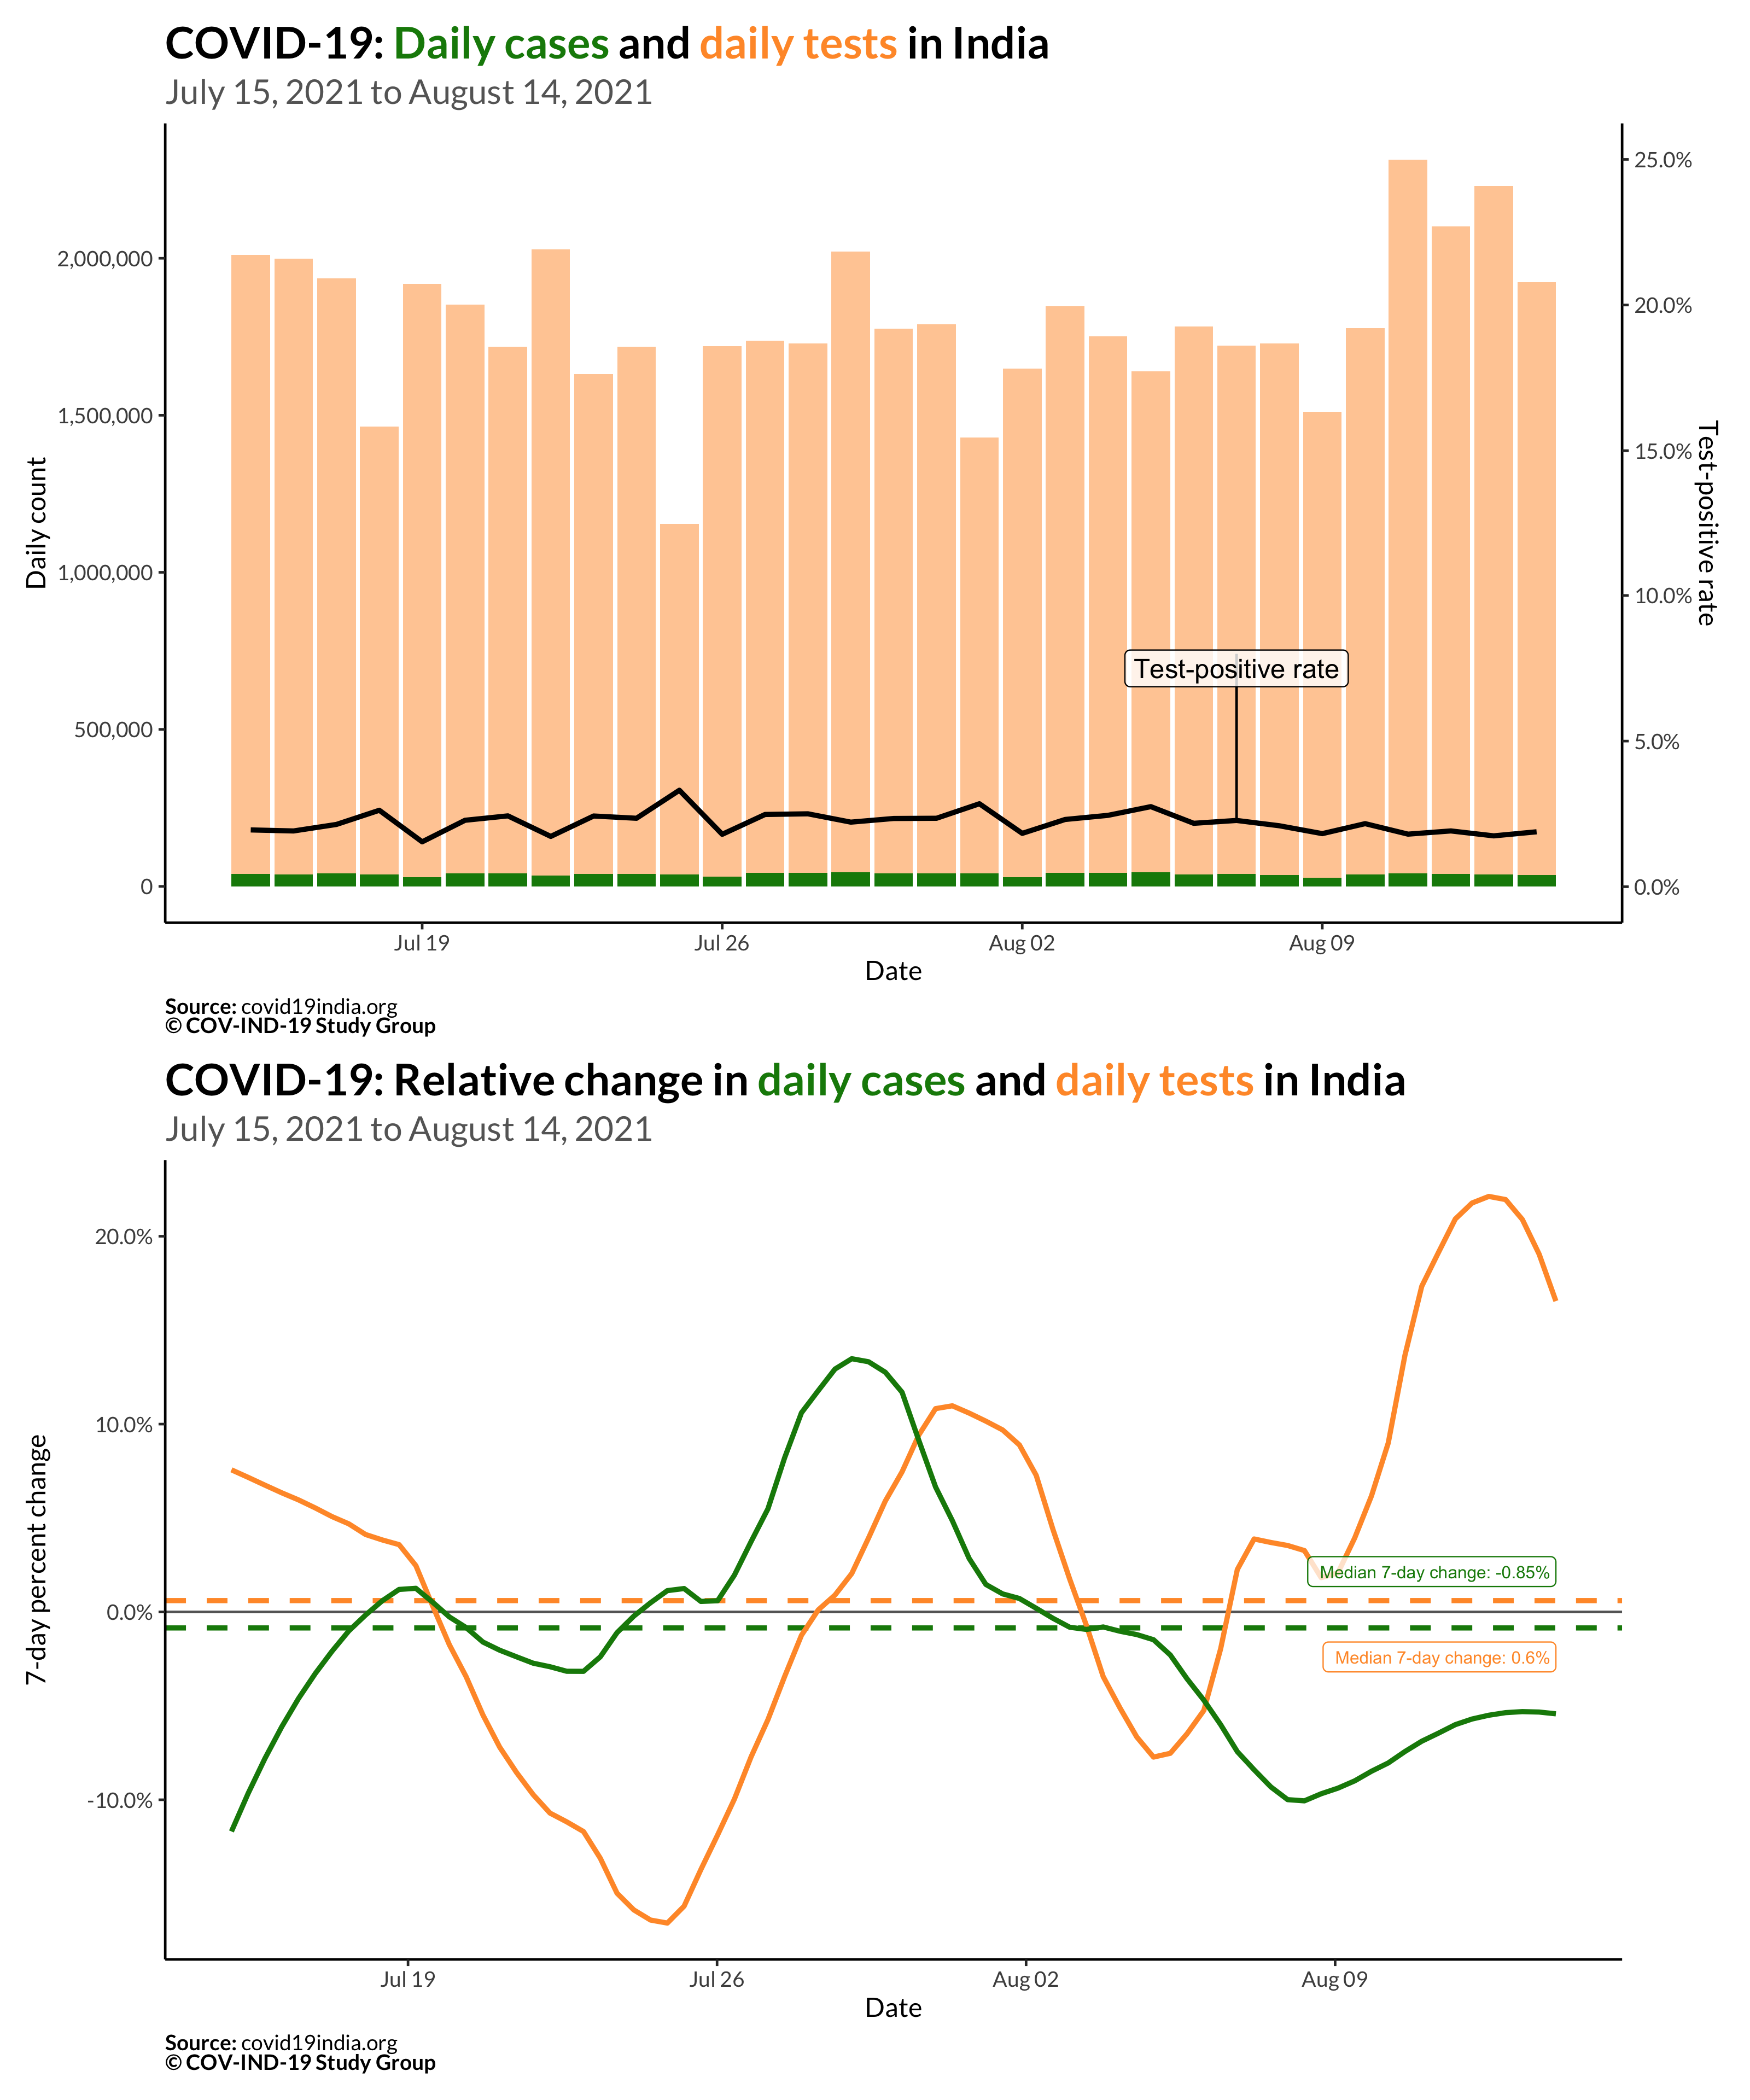 COVID-19: Daily cases and daily tests in India
July 15, 2021 to August 14, 2021
Daily count
2,000,000
1,500,000
1,000,000
500,000
0
25.0%
20.0%
15.0%
10.0%
5.0%
0.0%
Test-positive rate
Test-positive rate
Jul 19
Jul 26
Aug 02
Aug 09
Date
Source: covid19india.org
© COV-IND-19 Study Group
COVID-19: Relative change in daily cases and daily tests in India
July 15, 2021 to August 14, 2021
7-day percent change
20.0%
10.0%
0.0%
-10.0%
Median 7-day change: -0.85%
Median 7-day change: 0.6%
Jul 19
Jul 26
Aug 02
Aug 09
Date
Source: covid19india.org
© COV-IND-19 Study Group